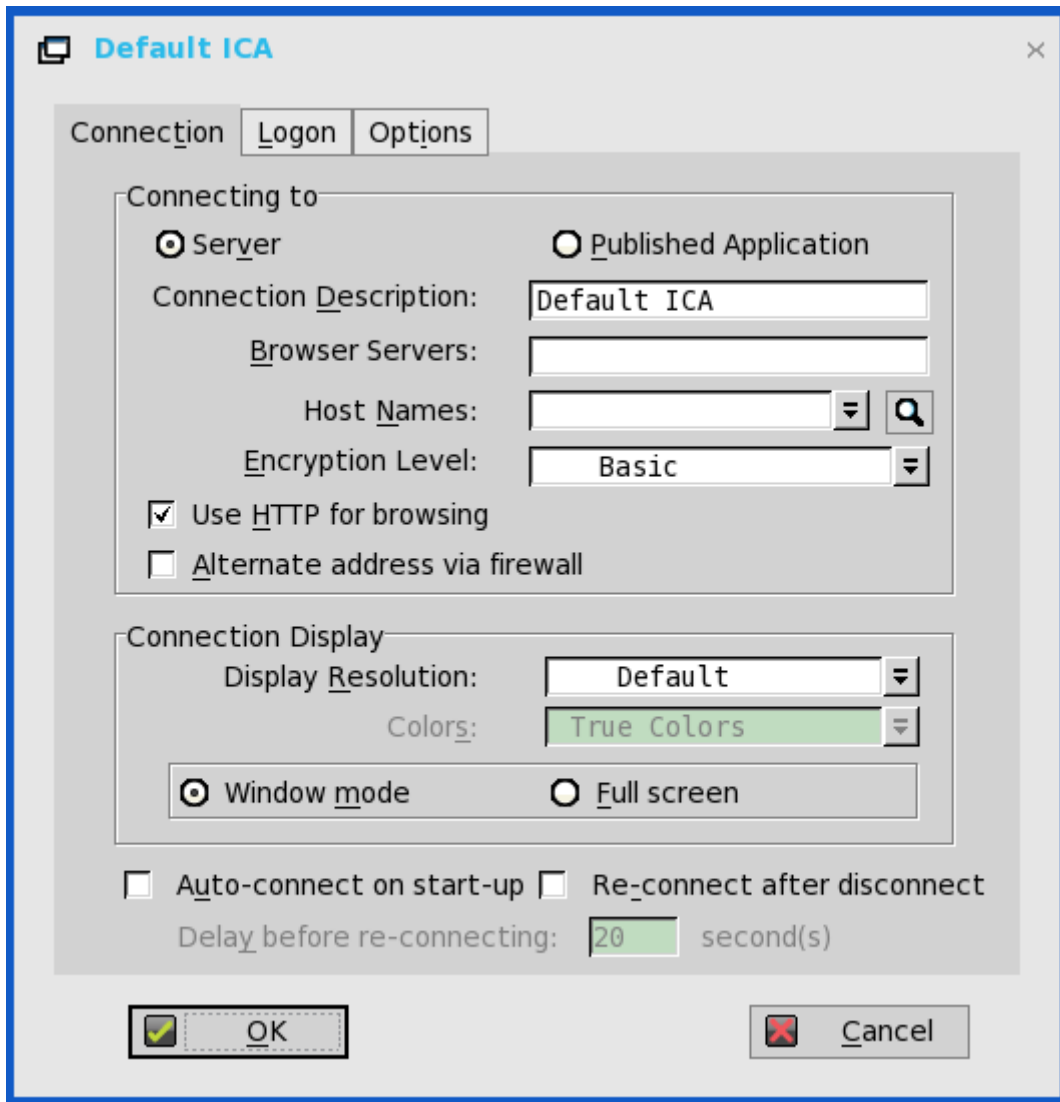 Default ICA
Connection Logon Options
Connecting to
Server Published Application
Connection Description: Default ICA
Browser Servers:
Host Names:
Encryption Level: Basic
Use HTTP for browsing
Alternate address via firewall
Connection Display
Display Resolution: Default
Colors: True Colors
Window mode Full screen
Auto-connect on start-up Re-connect after disconnect
Delay before re-connecting: 20 second(s)
OK Cancel